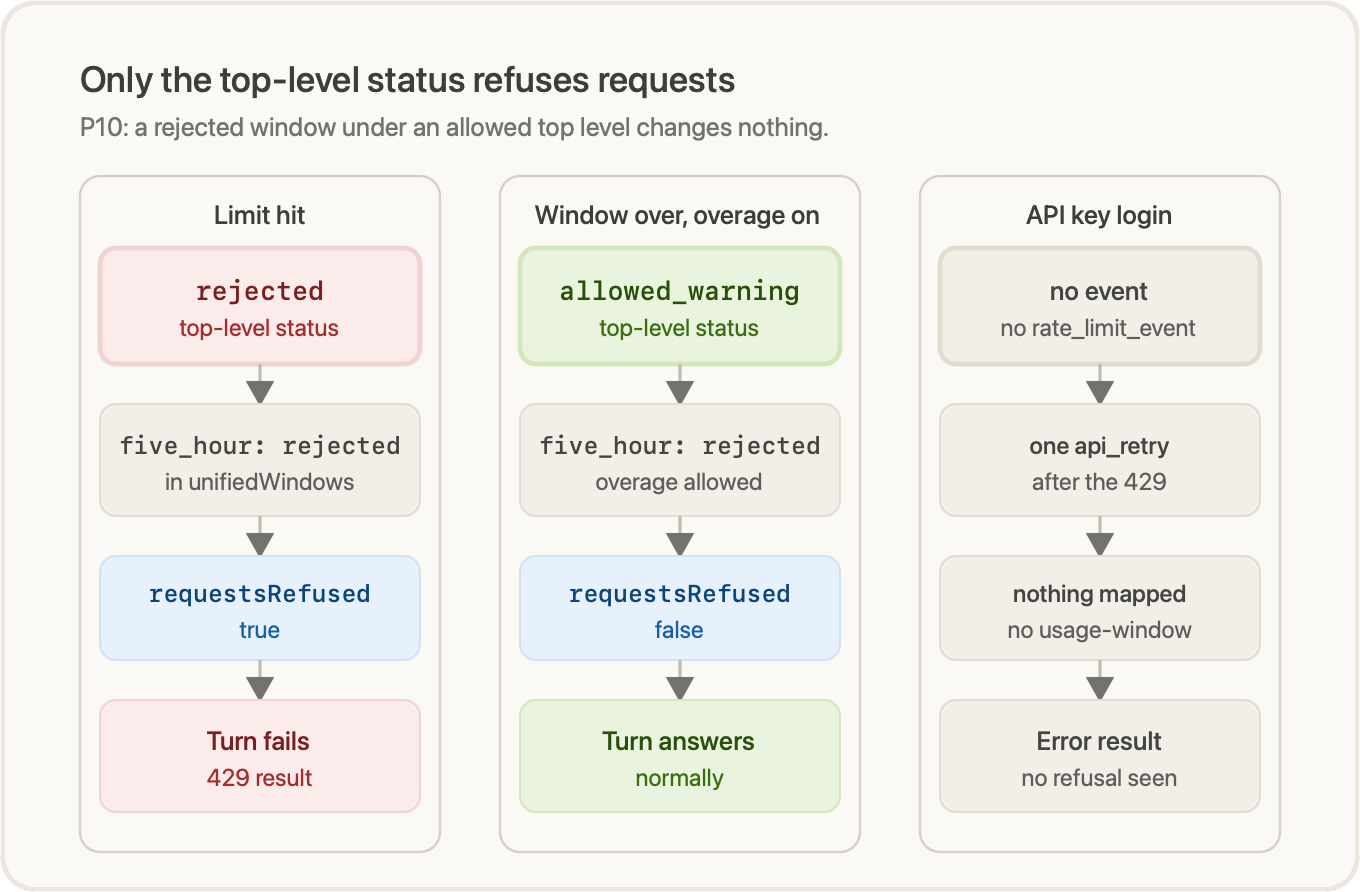 Only the top-level status refuses requests
P10: a rejected window under an allowed top level changes nothing.
Limit hit
rejected
top-level status
five_hour: rejected
in unifiedWindows
requestsRefused
true
Turn fails
429 result
Window over, overage on
allowed_warning
top-level status
five_hour: rejected
overage allowed
requestsRefused
false
Turn answers
normally
API key login
no event
no rate_limit_event
one api_retry
after the 429
nothing mapped
no usage-window
Error result
no refusal seen